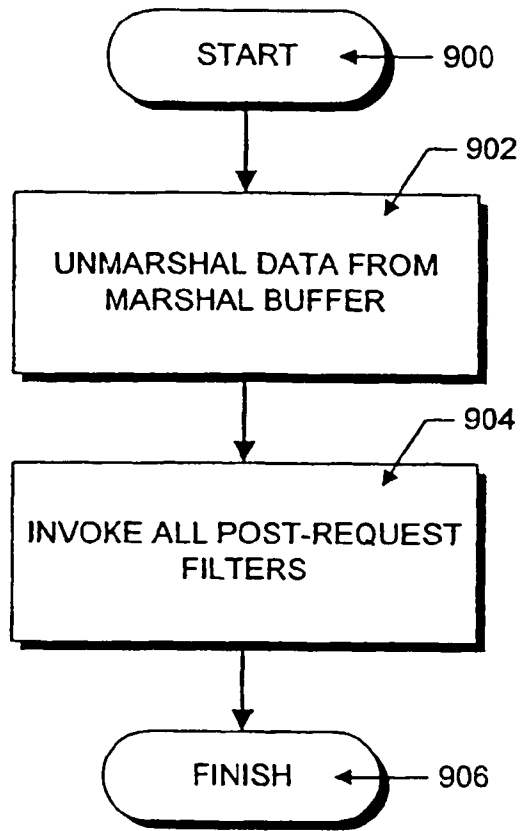 START
900
902
UNMARSHAL DATA FROM
MARSHAL BUFFER
904
INVOKE ALL POST-REQUEST
FILTERS
FINISH
906